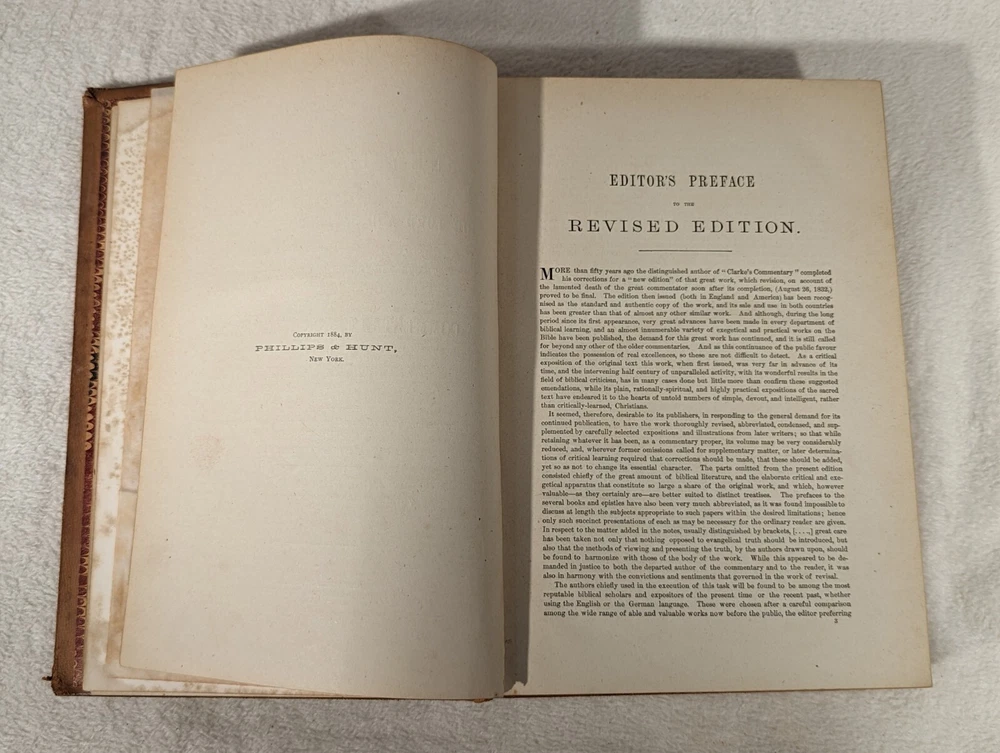 COPYRIGHT 1884, BY
PHILLIPS & HUNT,
NEW YORK.
EDITOR'S PREFACE
TO THE
REVISED EDITION.
MORE than fifty years ago the distinguished author of "Clarke's Commentary" completed
his corrections for a "new edition" of that great work, which revision, on account of
the lamented death of the great commentator soon after its completion, (August 26, 1832,)
proved to be final. The edition then issued (both in England and America) has been recog-
nised as the standard and authentic copy of the work, and its sale and use in both countries
has been greater than that of almost any other similar work. And although, during the long
period since its first appearance, very great advances have been made in every department of
biblical learning, and an almost innumerable variety of exegetical and practical works on the
Bible have been published, the demand for this great work has continued, and it is still called
for beyond any other of the older commentaries. And as this continuance of the public favour
indicates the possession of real excellences, so these are not difficult to detect. As a critical
exposition of the original text this work, when first issued, was very far in advance of its
time, and the intervening half century of unparalleled activity, with its wonderful results in the
field of biblical criticism, has in many cases done but little more than confirm these suggested
emendations, while its plain, rationally-spiritual, and highly practical expositions of the sacred
text have endeared it to the hearts of untold numbers of simple, devout, and intelligent, rather
than critically-learned, Christians.
It seemed, therefore, desirable to its publishers, in responding to the general demand for its
continued publication, to have the work thoroughly revised, abbreviated, condensed, and sup-
plemented by carefully selected expositions and illustrations from later writers; so that while
retaining whatever it has been, as a commentary proper, its volume may be very considerably
reduced, and, wherever former omissions called for supplementary matter, or later determina-
tions of critical learning required that corrections should be made, that these should be added,
yet so as not to change its essential character. The parts omitted from the present edition
consisted chiefly of the great amount of biblical literature, and the elaborate critical and exe-
getical apparatus that constitute so large a share of the original work, and which, however
valuable—as they certainly are—are better suited to distinct treatises. The prefaces to the
several books and epistles have also been very much abbreviated, as it was found impossible to
discuss at length the subjects appropriate to such papers within the desired limitations; hence
only such succinct presentations of each as may be necessary for the ordinary reader are given.
In respect to the matter added in the notes, usually distinguished by brackets, [. . . .,] great care
has been taken not only that nothing opposed to evangelical truth should be introduced, but
also that the methods of viewing and presenting the truth, by the authors drawn upon, should
be found to harmonize with those of the body of the work. While this appeared to be de-
manded in justice to both the departed author of the commentary and to the reader, it was
also in harmony with the convictions and sentiments that governed in the work of revisal.
The authors chiefly used in the execution of this task will be found to be among the most
reputable biblical scholars and expositors of the present time or the recent past, whether
using the English or the German language. These were chosen after a careful comparison
among the wide range of able and valuable works now before the public, the editor preferring
3